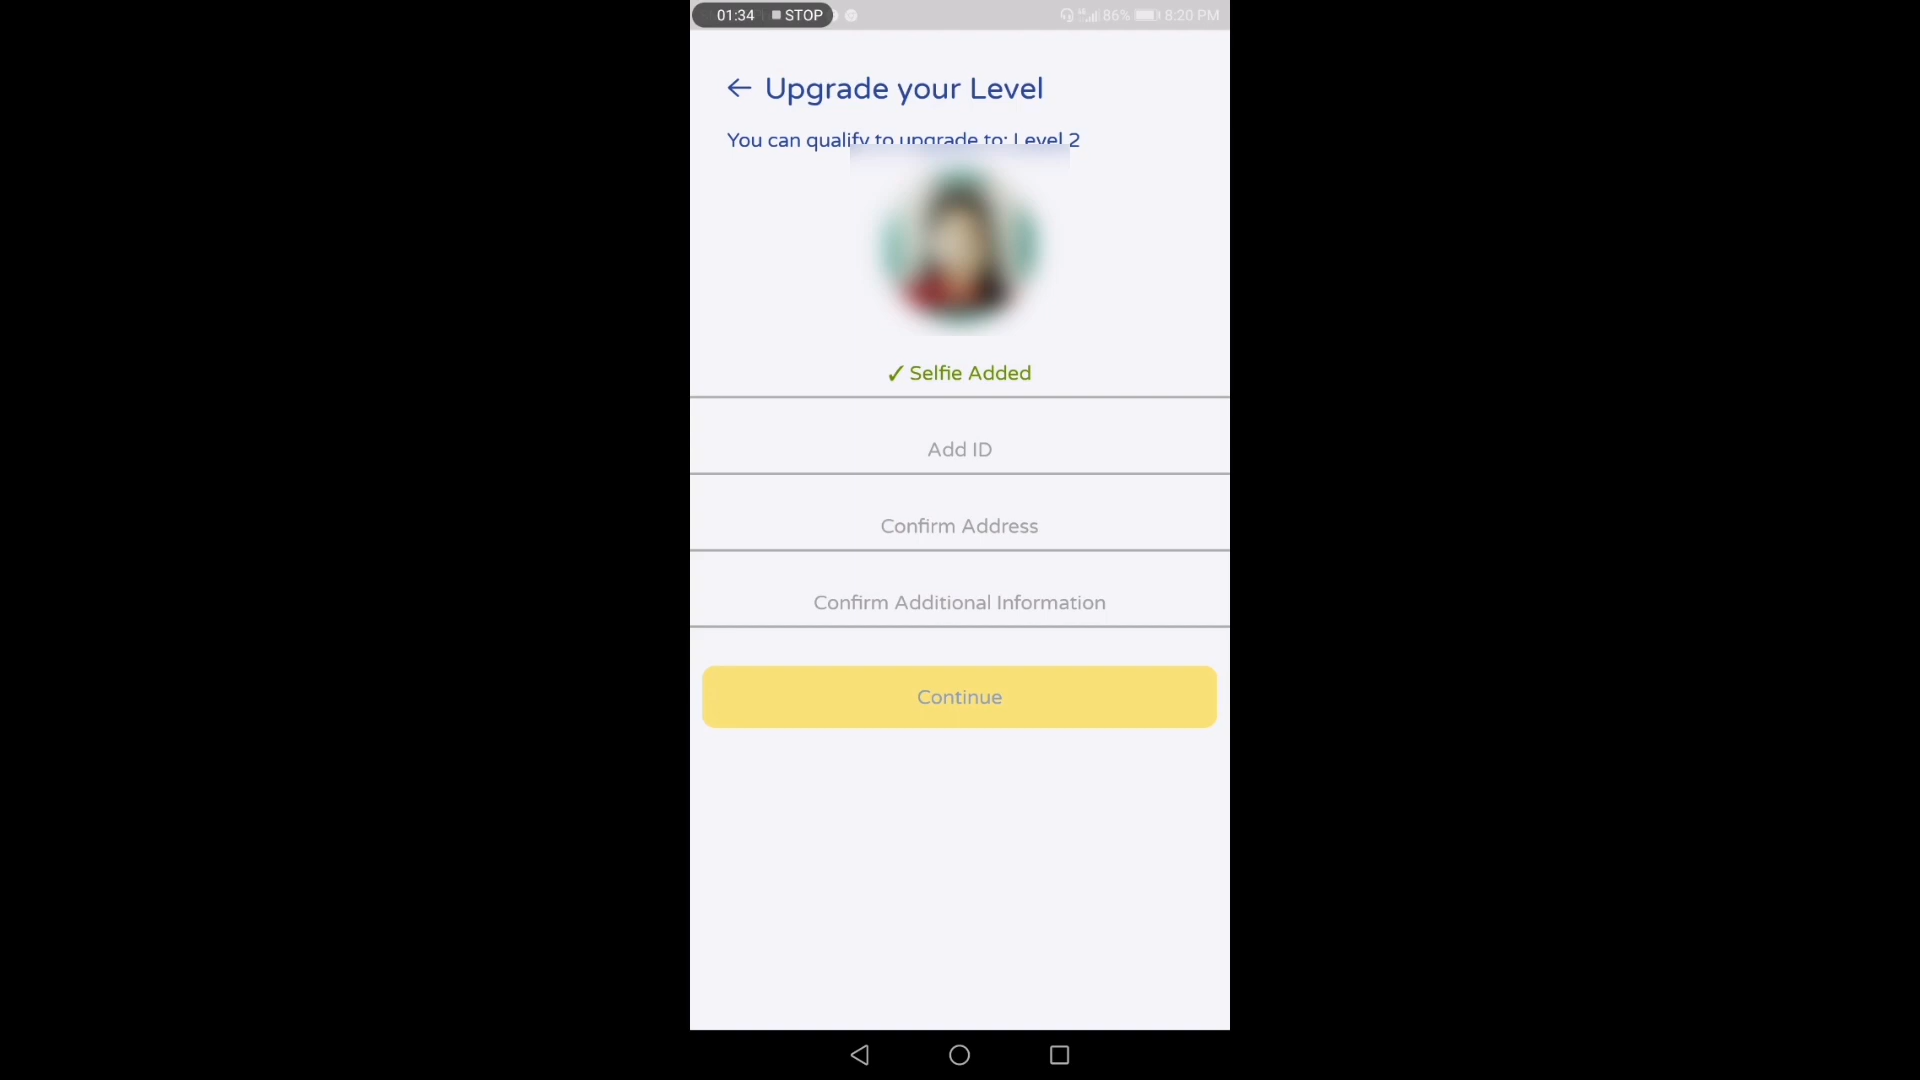 01:34 STOP 86% 8:20 PM
← Upgrade your Level
You can qualify to upgrade to: Level 2
✓ Selfie Added
Add ID
Confirm Address
Confirm Additional Information
Continue